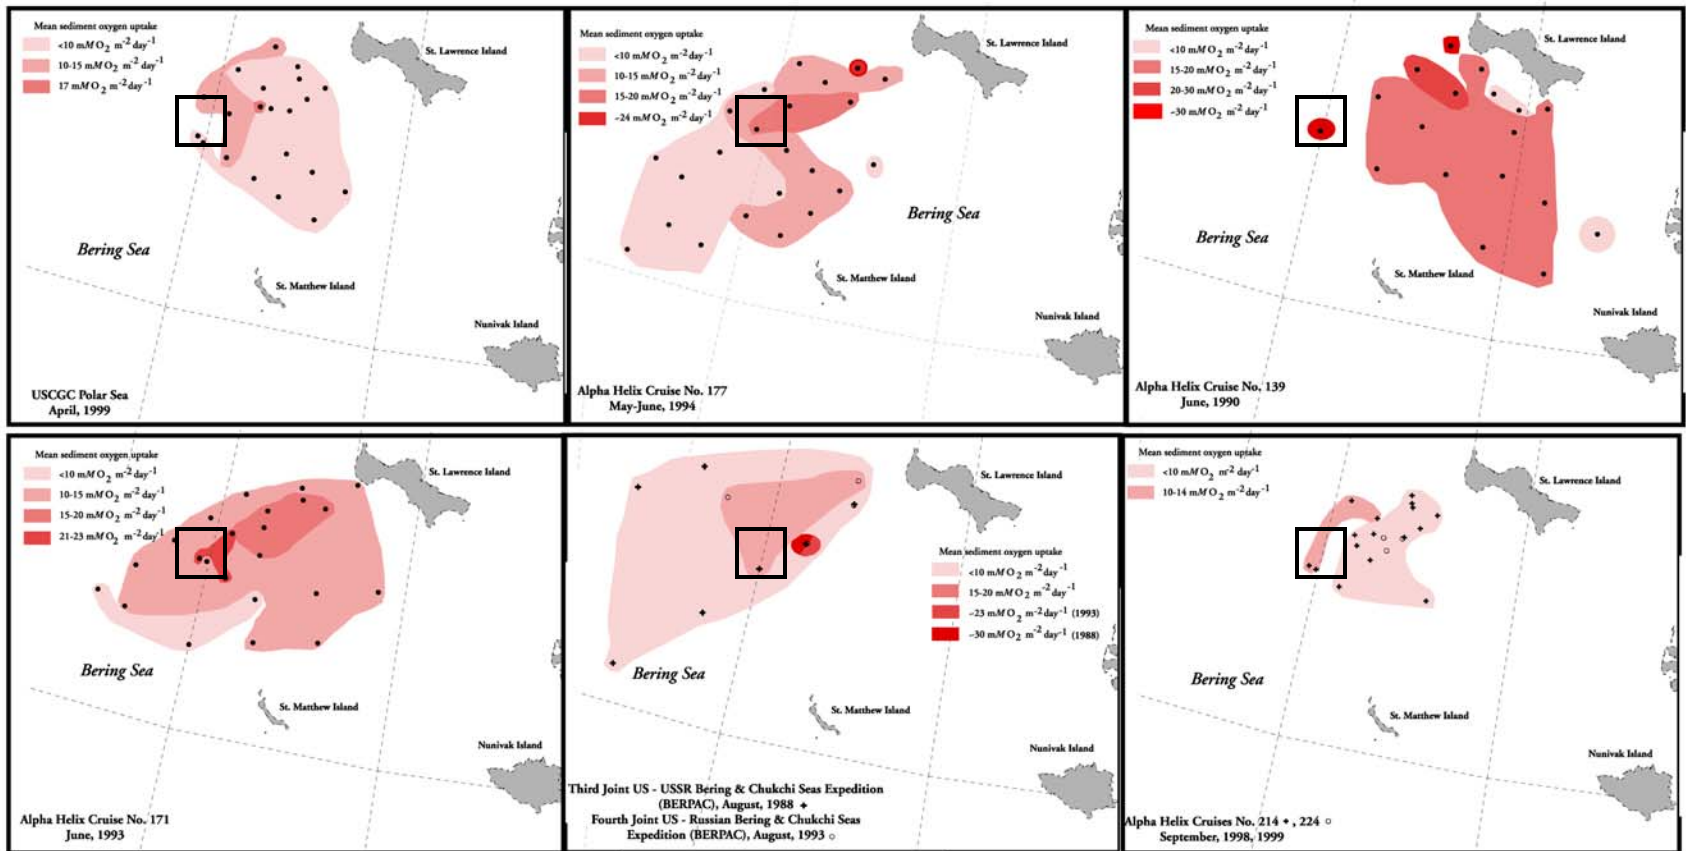 Mean sediment oxygen uptake
<10 mM O2 m-2 day-1
10-15 mM O2 m-2 day-1
17 mM O2 m-2 day-1
St. Lawrence Island
Bering Sea
St. Matthew Island
Nunivak Island
USCGC Polar Sea
April, 1999
Mean sediment oxygen uptake
<10 mM O2 m-2 day-1
10-15 mM O2 m-2 day-1
15-20 mM O2 m-2 day-1
~24 mM O2 m-2 day-1
St. Lawrence Island
Bering Sea
St. Matthew Island
Nunivak Island
Alpha Helix Cruise No. 177
May-June, 1994
Mean sediment oxygen uptake
<10 mM O2 m-2 day-1
15-20 mM O2 m-2 day-1
20-30 mM O2 m-2 day-1
~30 mM O2 m-2 day-1
St. Lawrence Island
Bering Sea
St. Matthew Island
Nunivak Island
Alpha Helix Cruise No. 139
June, 1990
Mean sediment oxygen uptake
<10 mM O2 m-2 day-1
10-15 mM O2 m-2 day-1
15-20 mM O2 m-2 day-1
21-23 mM O2 m-2 day-1
St. Lawrence Island
Bering Sea
St. Matthew Island
Nunivak Island
Alpha Helix Cruise No. 171
June, 1993
St. Lawrence Island
Mean sediment oxygen uptake
<10 mM O2 m-2 day-1
15-20 mM O2 m-2 day-1
~23 mM O2 m-2 day-1 (1993)
~30 mM O2 m-2 day-1 (1988)
Bering Sea
St. Matthew Island
Nunivak Island
Third Joint US - USSR Bering & Chukchi Seas Expedition
(BERPAC), August, 1988 +
Fourth Joint US - Russian Bering & Chukchi Seas
Expedition (BERPAC), August, 1993 ○
Mean sediment oxygen uptake
<10 mM O2 m-2 day-1
10-14 mM O2 m-2 day-1
St. Lawrence Island
Bering Sea
St. Matthew Island
Nunivak Island
Alpha Helix Cruises No. 214 + , 224 ○
September, 1998, 1999